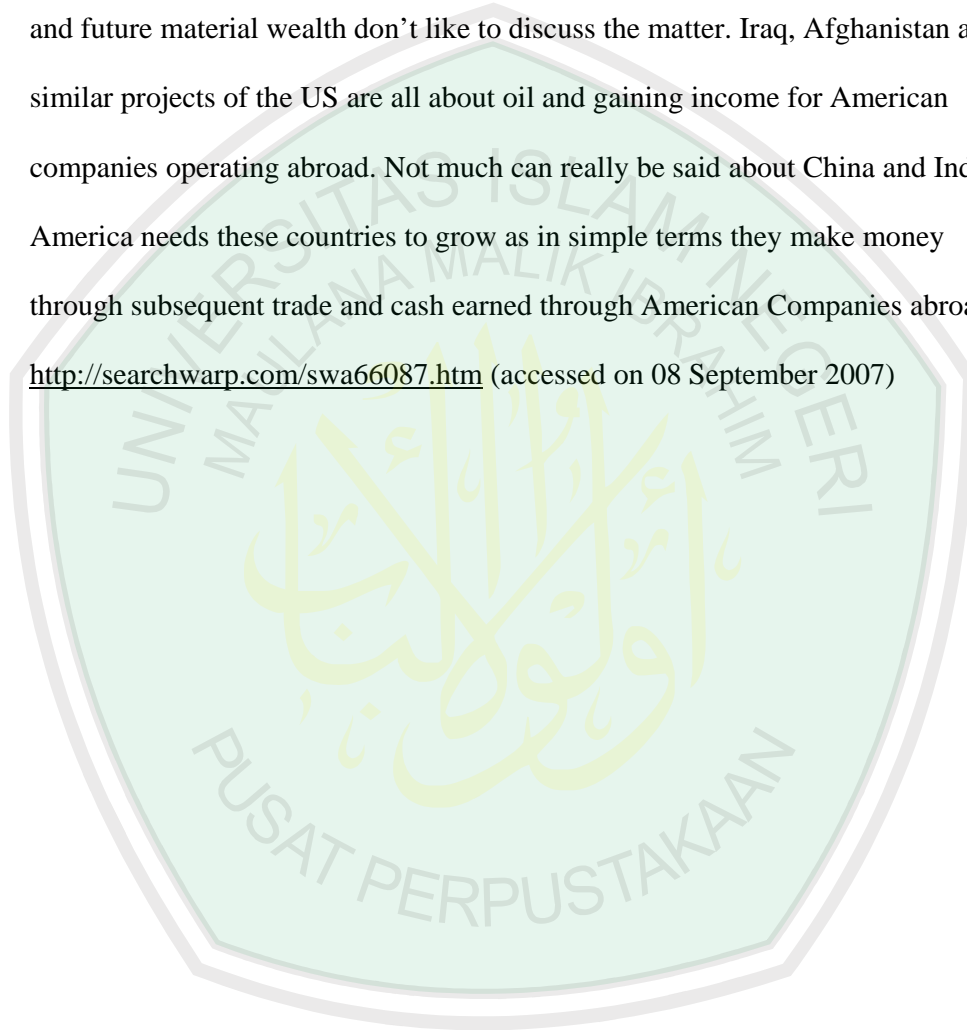 and future material wealth don’t like to discuss the matter. Iraq, Afghanistan a
similar projects of the US are all about oil and gaining income for American
companies operating abroad. Not much can really be said about China and Ind
America needs these countries to grow as in simple terms they make money
through subsequent trade and cash earned through American Companies abroa
http://searchwarp.com/swa66087.htm (accessed on 08 September 2007)
UNIVERSITAS ISLAM NEGERI
MAULANA MALIK IBRAHIM
أولوا الألباب
PUSAT PERPUSTAKAAN